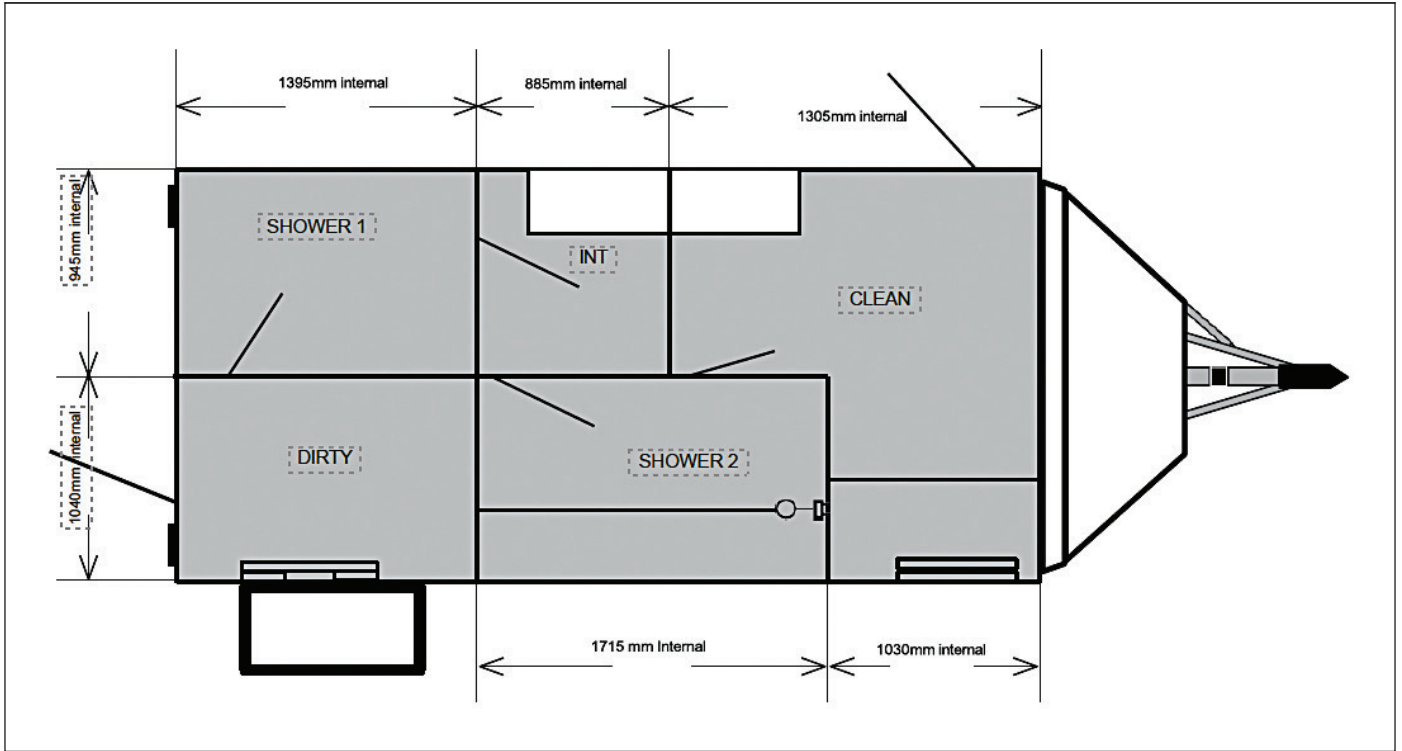 1395mm internal
885mm internal
1305mm internal
945mm internal
SHOWER 1
INT
CLEAN
1040mm internal
DIRTY
SHOWER 2
1715 mm Internal
1030mm internal